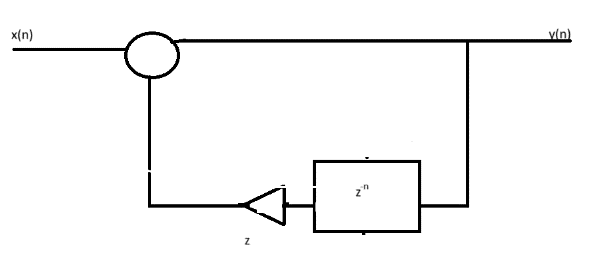 x(n)
y(n)
z⁻ⁿ
z